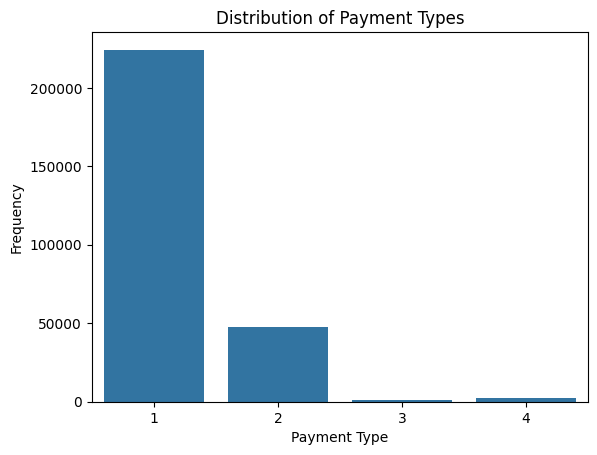 Distribution of Payment Types
Frequency
200000
150000
100000
50000
0
1 2 3 4
Payment Type